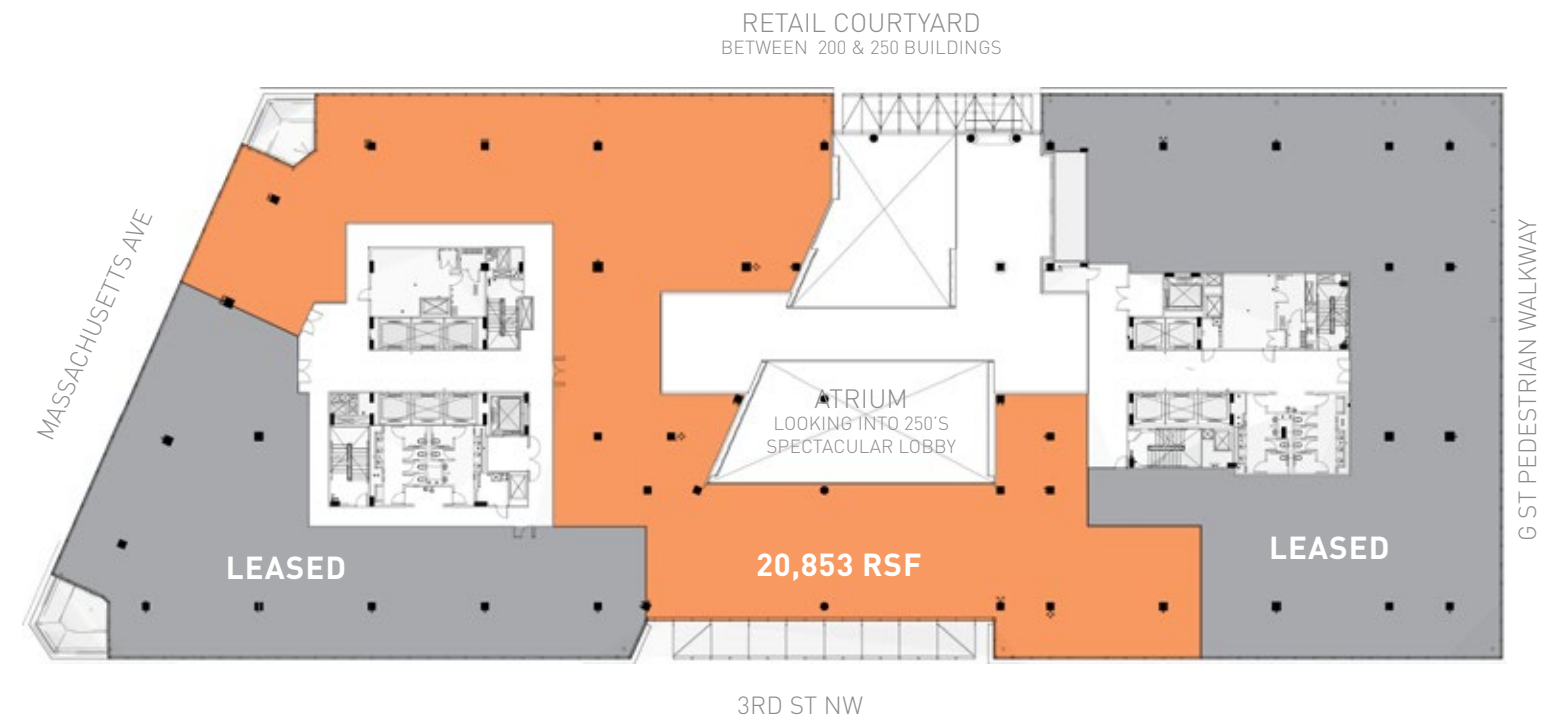 RETAIL COURTYARD
BETWEEN 200 & 250 BUILDINGS
MASSACHUSETTS AVE
G ST PEDESTRIAN WALKWAY
ATRIUM
LOOKING INTO 250'S
SPECTACULAR LOBBY
LEASED
20,853 RSF
LEASED
3RD ST NW